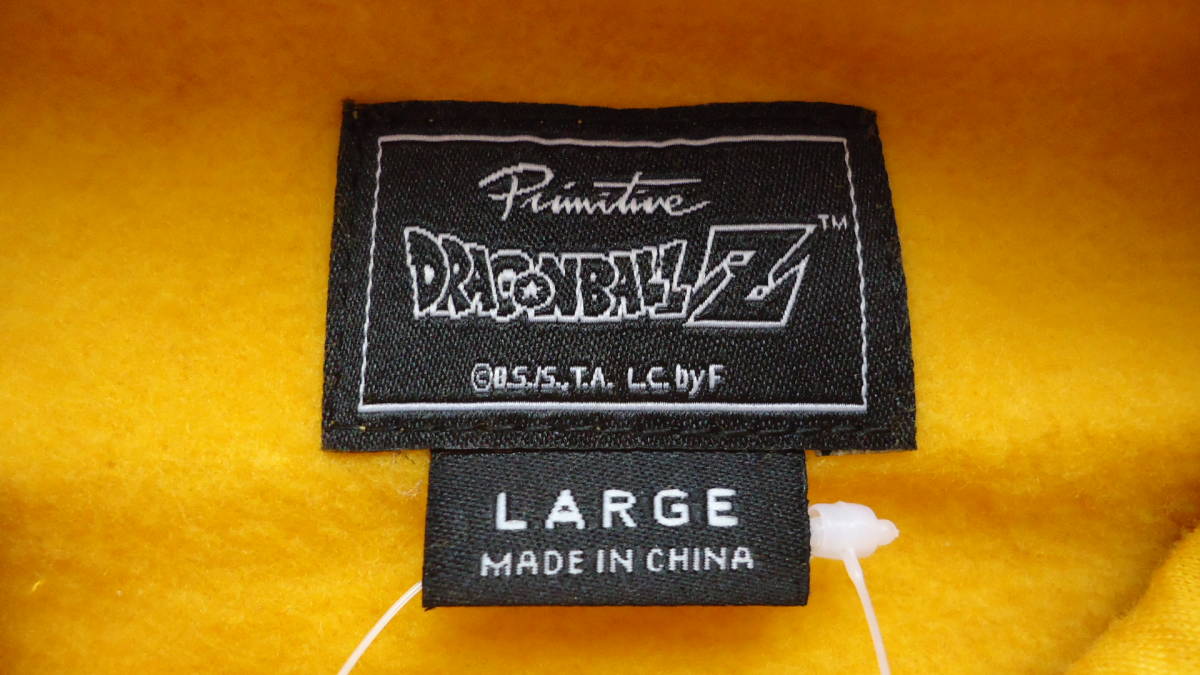 Primitive
DRAGONBALL Z™
©B.S./S.,T.A. L.C. by F
LARGE
MADE IN CHINA